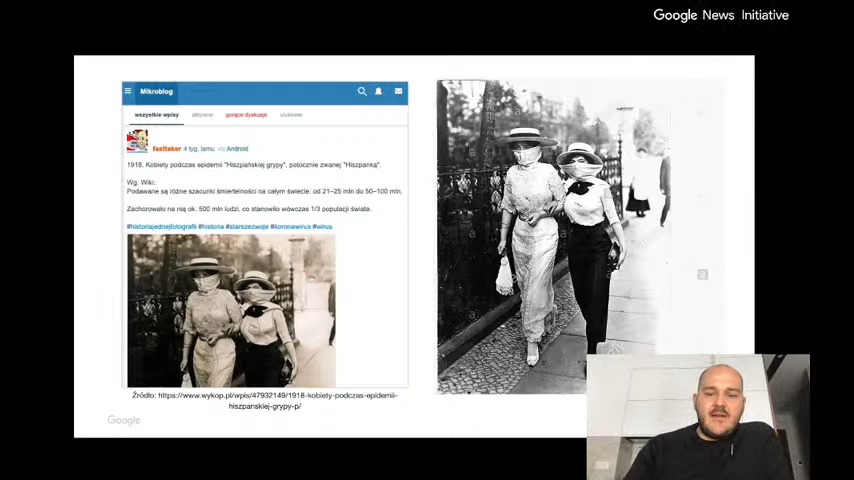 Google News Initiative
Mikroblog
wszystkie wpisy aktywne gorące dyskusje ulubione
fasttaker 4 tyg. temu via Android
1918. Kobiety podczas epidemii "Hiszpańskiej grypy", potocznie zwanej "Hiszpanką".
Wg. Wiki:
Podawane są różne szacunki śmiertelności na całym świecie: od 21–25 mln do 50–100 mln.
Zachorowało na nią ok. 500 mln ludzi, co stanowiło wówczas 1/3 populacji świata.
#historiajednejfotografii #historia #starszezwoje #koronawirus #wirus
Źródło: https://www.wykop.pl/wpis/47932149/1918-kobiety-podczas-epidemii-
hiszpanskiej-grypy-p/
Google
a